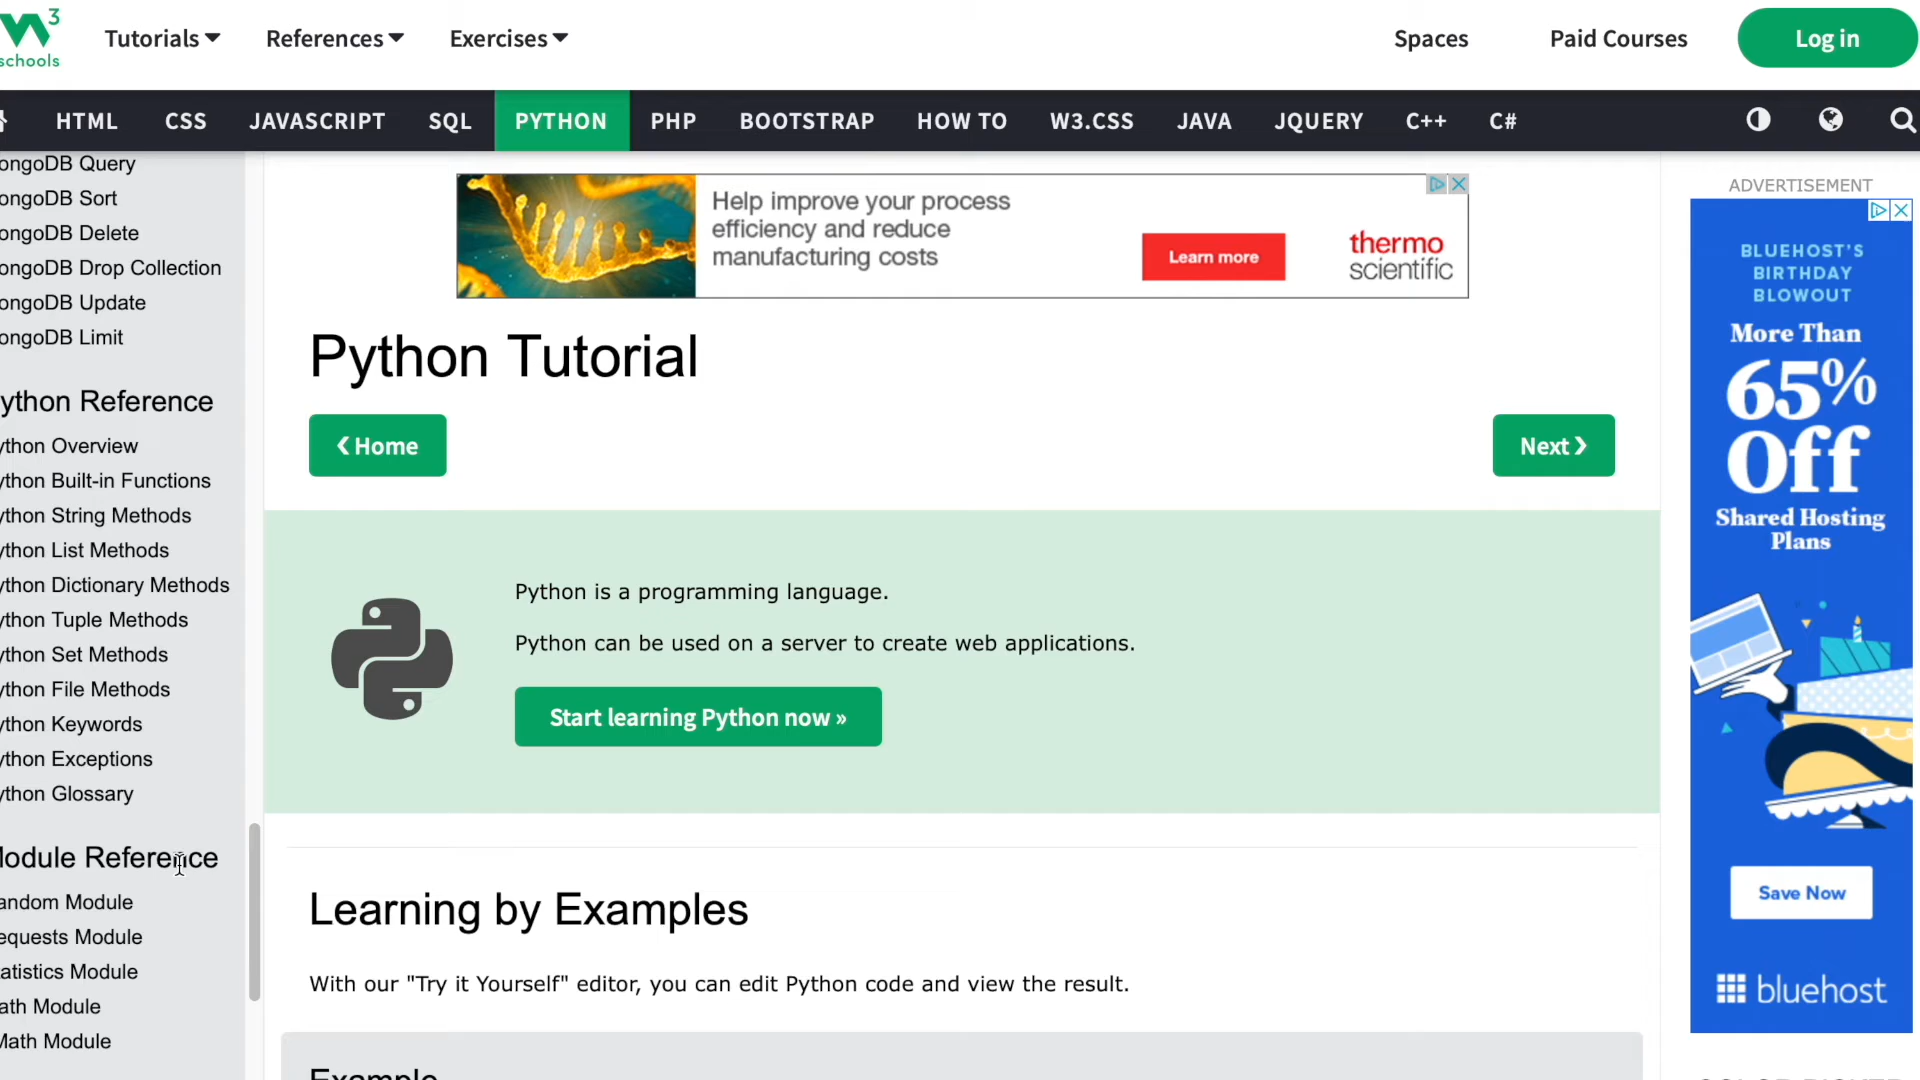 3
schools
Tutorials
References
Exercises
Spaces
Paid Courses
Log in
HTML
CSS
JAVASCRIPT
SQL
PYTHON
PHP
BOOTSTRAP
HOW TO
W3.CSS
JAVA
JQUERY
C++
C#
ongoDB Query
ongoDB Sort
ongoDB Delete
ongoDB Drop Collection
ongoDB Update
ongoDB Limit
ython Reference
ython Overview
ython Built-in Functions
ython String Methods
ython List Methods
ython Dictionary Methods
ython Tuple Methods
ython Set Methods
ython File Methods
ython Keywords
ython Exceptions
ython Glossary
Module Reference
andom Module
equests Module
atistics Module
ath Module
Math Module
Help improve your process
efficiency and reduce
manufacturing costs
Learn more
thermo
scientific
Python Tutorial
❮ Home
Next ❯
Python is a programming language.
Python can be used on a server to create web applications.
Start learning Python now »
Learning by Examples
With our "Try it Yourself" editor, you can edit Python code and view the result.
Example
ADVERTISEMENT
BLUEHOST'S
BIRTHDAY
BLOWOUT
More Than
65%
Off
Shared Hosting
Plans
Save Now
bluehost